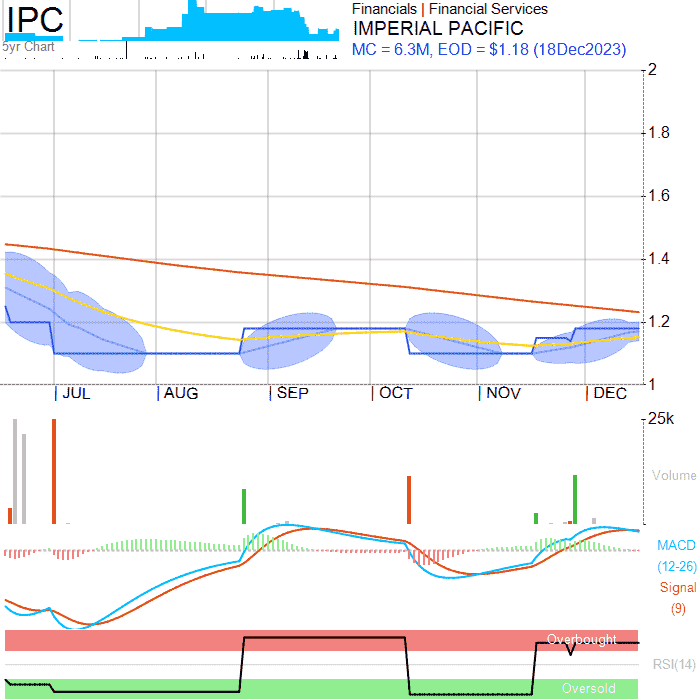 IPC
5yr Chart
Financials | Financial Services
IMPERIAL PACIFIC
MC = 6.3M, EOD = $1.18 (18Dec2023)
2
1.8
1.6
1.4
1.2
1
JUL AUG SEP OCT NOV DEC
25k
Volume
MACD
(12-26)
Signal
(9)
Overbought
RSI(14)
Oversold